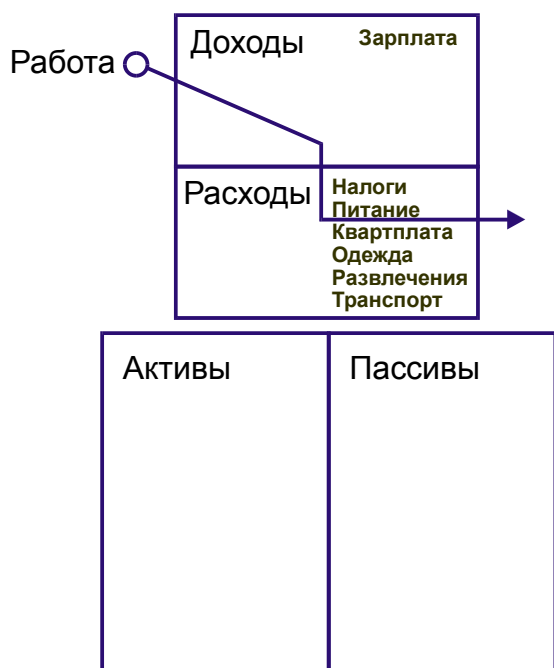 Доходы
Зарплата
Работа
Расходы
Налоги
Питание
Квартплата
Одежда
Развлечения
Транспорт
Активы
Пассивы